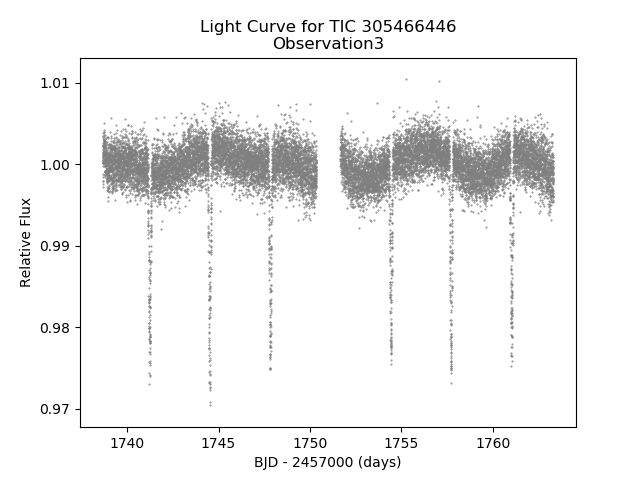 Light Curve for TIC 305466446
Observation3
1.01
1.00
0.99
0.98
0.97
Relative Flux
1740
1745
1750
1755
1760
BJD - 2457000 (days)